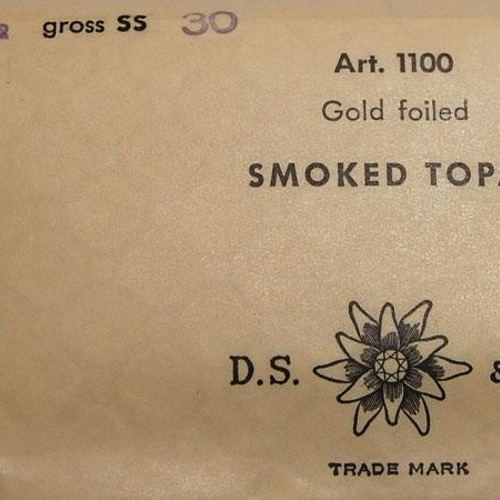 gross SS 30
Art. 1100
Gold foiled
SMOKED TOP
D.S. &
TRADE MARK